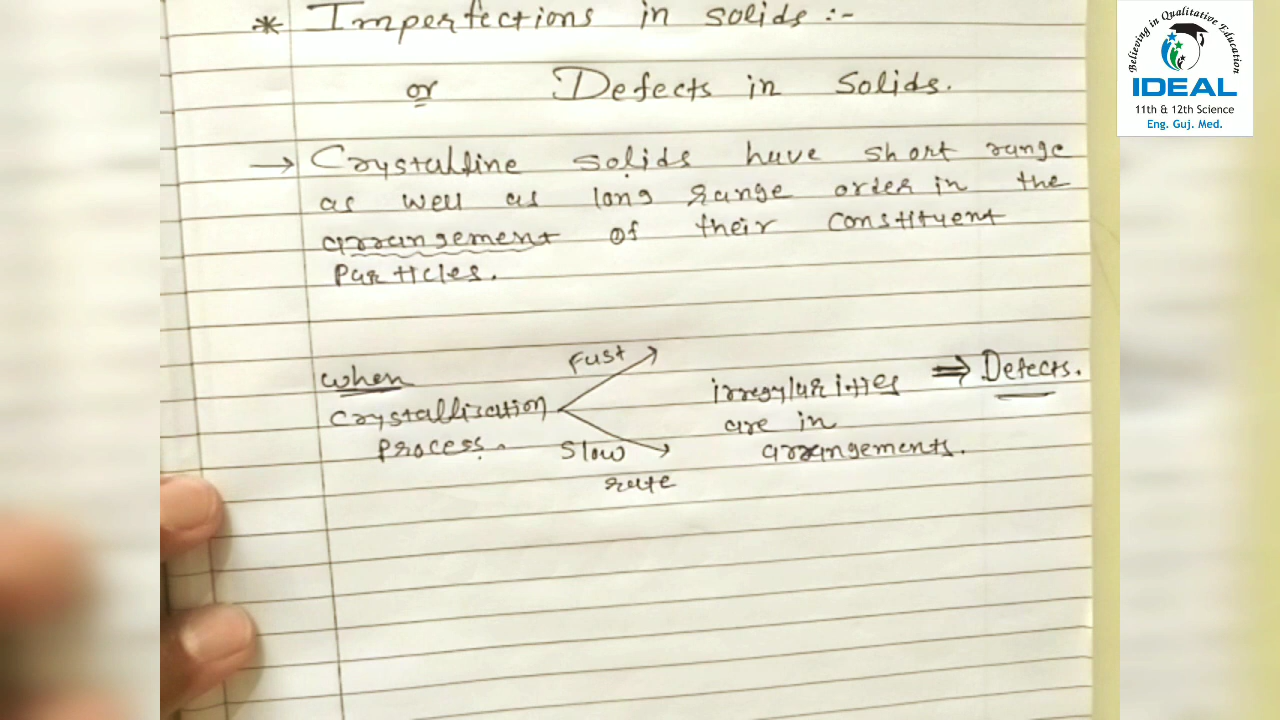 * Imperfections in solids :-
or Defects in Solids.
→ Crystalline solids have short range
as well as long range order in the
arrangement of their constituent
particles.
when
crystallisation
process.
fast
slow
rate
irregularities
are in
arrangements.
⇒ Defects.
Believing in Qualitative Education
IDEAL
11th & 12th Science
Eng. Guj. Med.